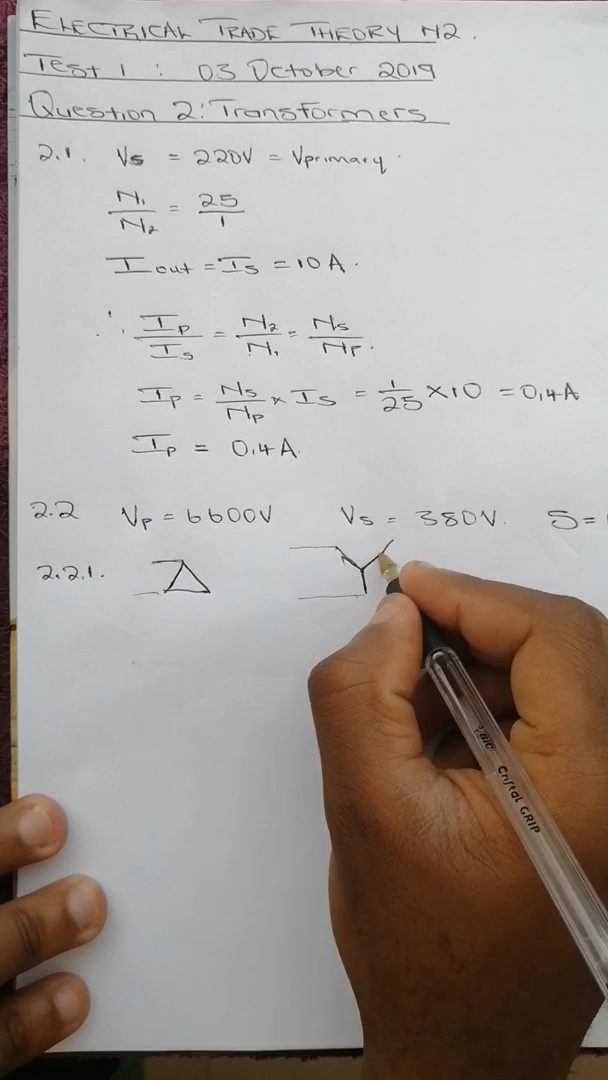 ELECTRICAL TRADE THEORY N2.
Test 1 : 03 October 2019
Question 2: Transformers
2.1. Vs = 220V = Vprimary.
N1/N2 = 25/1
Iout = Is = 10A.
∴ Ip/Is = N2/N1 = Ns/Np.
Ip = Ns/Np × Is = 1/25 × 10 = 0,4A
Ip = 0,4A.
2.2 Vp = 6600V Vs = 380V. S =
2.2.1. Δ Y
BIC Cristal GRIP